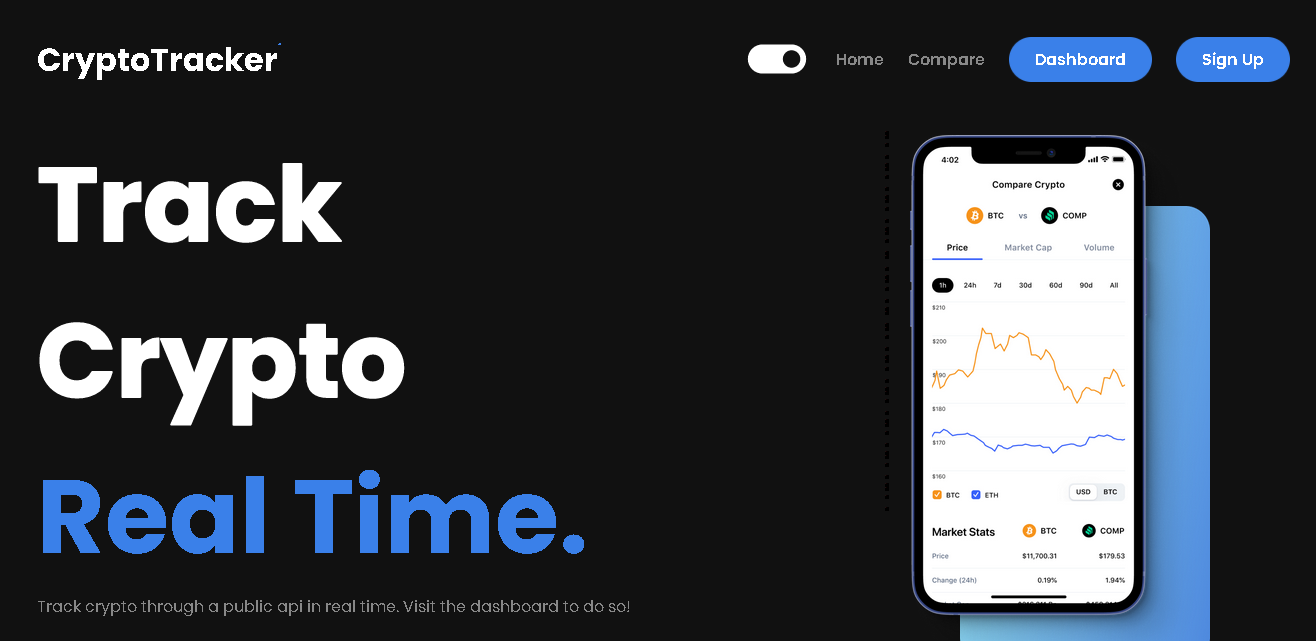 CryptoTracker
Home Compare Dashboard Sign Up
Track
Crypto
Real Time.
Track crypto through a public api in real time. Visit the dashboard to do so!
4:02
Compare Crypto
BTC vs COMP
Price Market Cap Volume
1h 24h 7d 30d 60d 90d All
$210
$200
$190
$180
$170
$160
BTC ETH USD BTC
Market Stats BTC COMP
Price $11,700.31 $179.53
Change (24h) 0.19% 1.94%